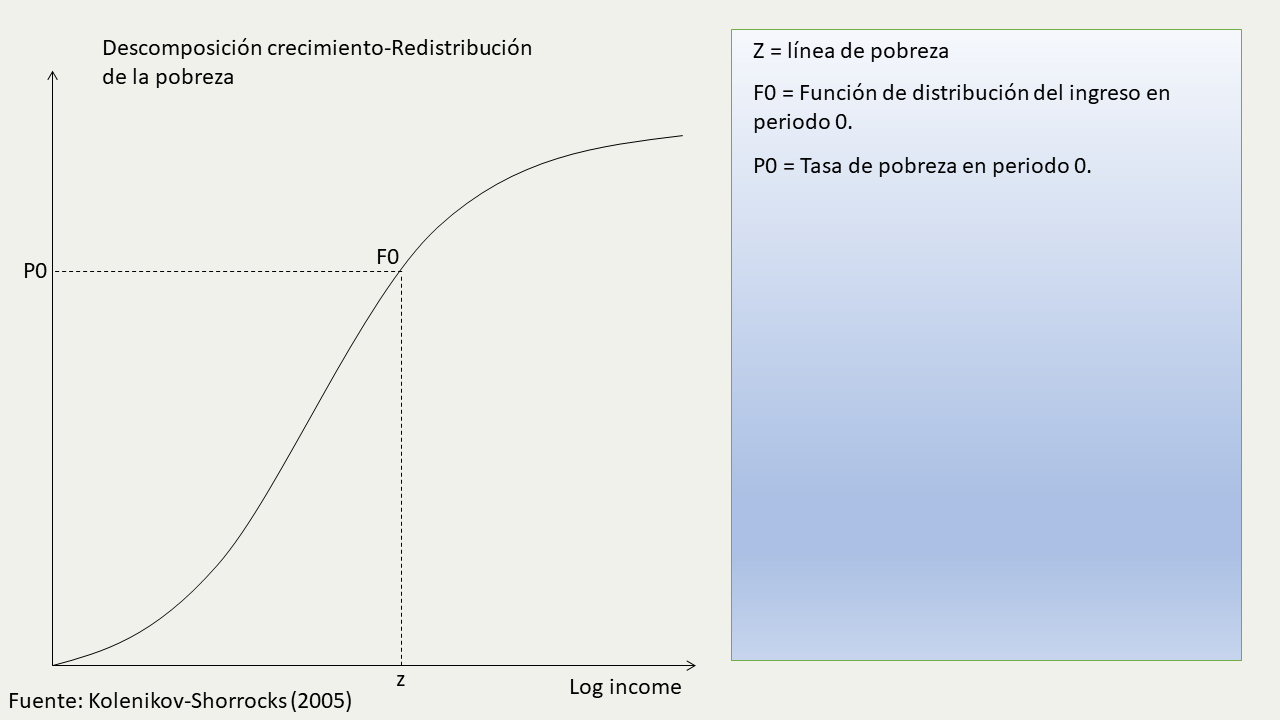 Descomposición crecimiento-Redistribución
de la pobreza
Z = línea de pobreza
F0 = Función de distribución del ingreso en
periodo 0.
P0 = Tasa de pobreza en periodo 0.
F0
P0
z
Log income
Fuente: Kolenikov-Shorrocks (2005)